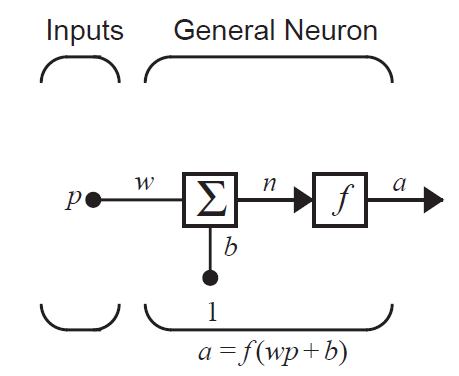 Inputs General Neuron
p w Σ n f a
b
1
a = f(wp + b)